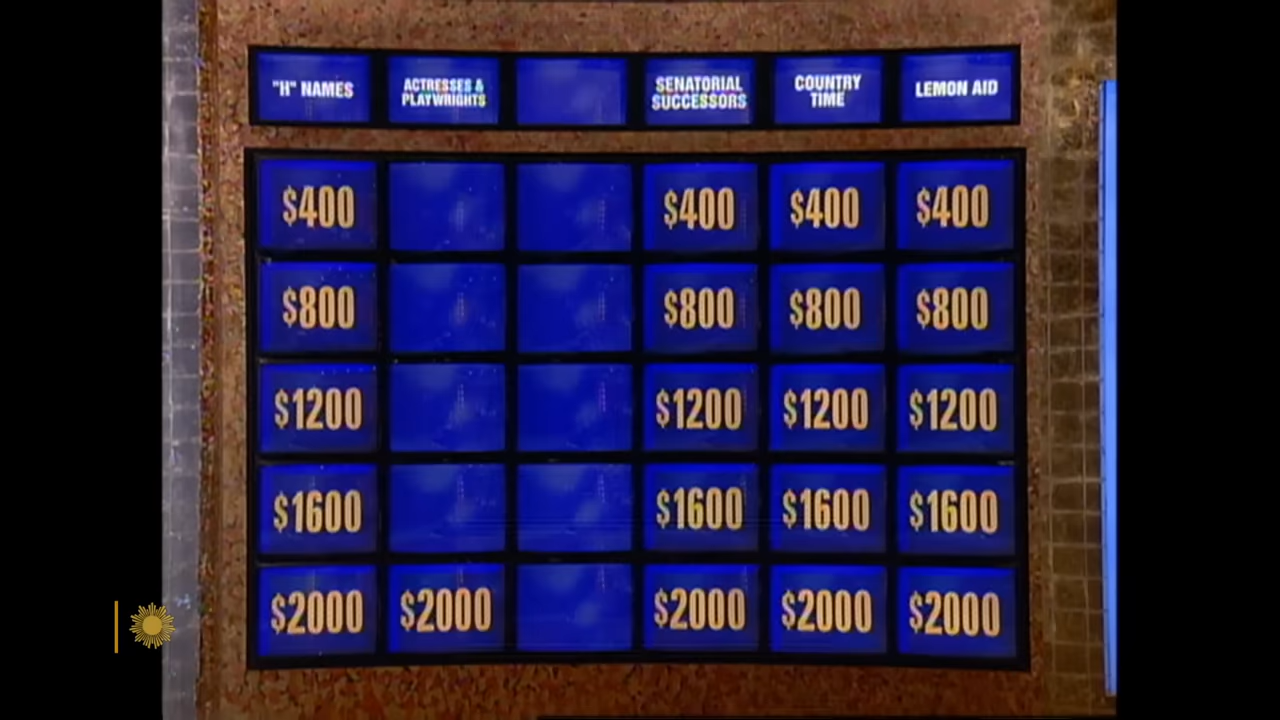 "H" NAMES
ACTRESSES &
PLAYWRIGHTS
SENATORIAL
SUCCESSORS
COUNTRY
TIME
LEMON AID
$400
$400
$400
$400
$800
$800
$800
$800
$1200
$1200
$1200
$1200
$1600
$1600
$1600
$1600
$2000
$2000
$2000
$2000
$2000